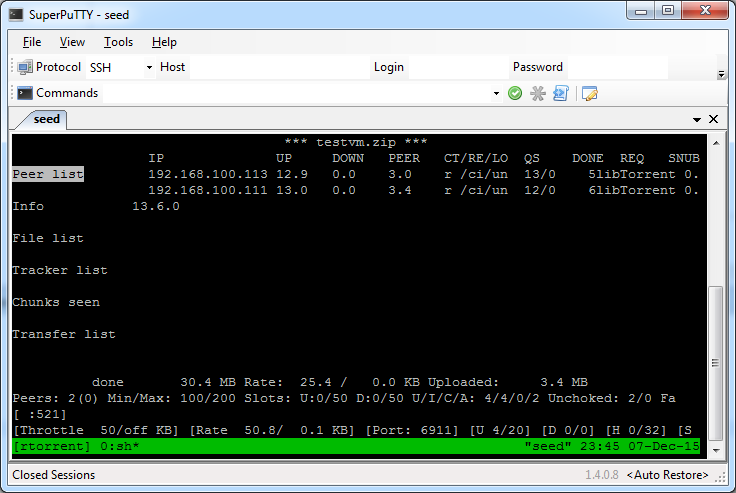 SuperPuTTY - seed
File View Tools Help
Protocol SSH Host Login Password
Commands
seed
*** testvm.zip ***
IP UP DOWN PEER CT/RE/LO QS DONE REQ SNUB
Peer list 192.168.100.113 12.9 0.0 3.0 r /ci/un 13/0 5libTorrent 0.
192.168.100.111 13.0 0.0 3.4 r /ci/un 12/0 6libTorrent 0.
Info 13.6.0
File list
Tracker list
Chunks seen
Transfer list
done 30.4 MB Rate: 25.4 / 0.0 KB Uploaded: 3.4 MB
Peers: 2(0) Min/Max: 100/200 Slots: U:0/50 D:0/50 U/I/C/A: 4/4/0/2 Unchoked: 2/0 Fa
[ :521]
[Throttle 50/off KB] [Rate 50.8/ 0.1 KB] [Port: 6911] [U 4/20] [D 0/0] [H 0/32] [S
[rtorrent] 0:sh* "seed" 23:45 07-Dec-15
Closed Sessions 1.4.0.8 <Auto Restore>